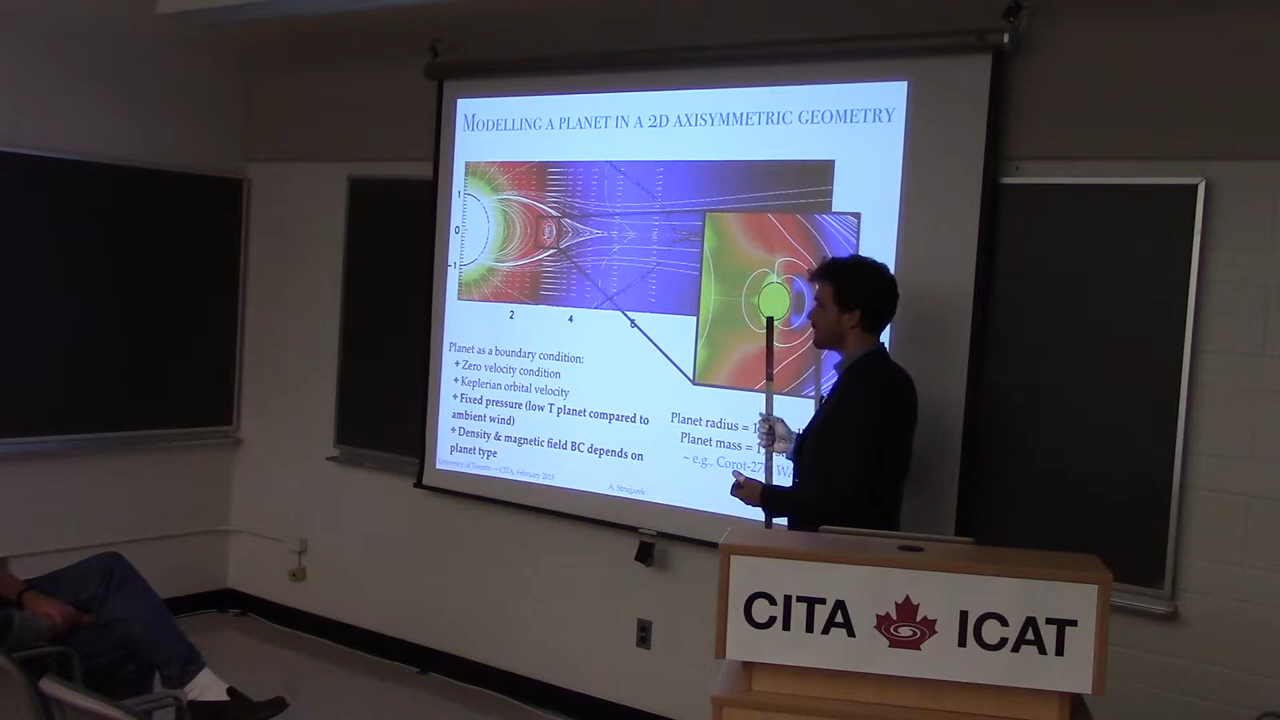 MODELLING A PLANET IN A 2D AXISYMMETRIC GEOMETRY
1
0
-1
2 4 6
Planet as a boundary condition:
+ Zero velocity condition
+ Keplerian orbital velocity
+ Fixed pressure (low T planet compared to
ambient wind)
+ Density & magnetic field BC depends on
planet type
Planet radius =
Planet mass =
~ e.g., Corot-27
University of Toronto — CITA, February 2015
A. Strugarek
CITA ICAT